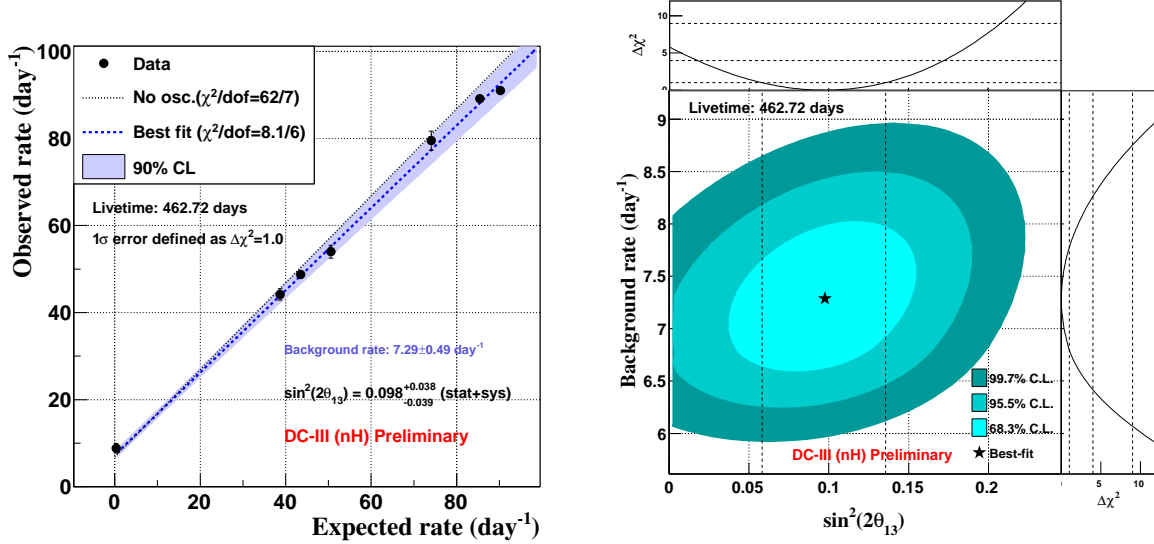 Observed rate (day⁻¹)
100
80
60
40
20
0
Data
No osc.(χ²/dof=62/7)
Best fit (χ²/dof=8.1/6)
90% CL
Livetime: 462.72 days
1σ error defined as Δχ²=1.0
Background rate: 7.29±0.49 day⁻¹
sin²(2θ₁₃) = 0.098 +0.038 -0.039 (stat+sys)
DC-III (nH) Preliminary
0 20 40 60 80
Expected rate (day⁻¹)
Δχ²
10
5
0
Background rate (day⁻¹)
Livetime: 462.72 days
9
8.5
8
7.5
7
6.5
6
99.7% C.L.
95.5% C.L.
68.3% C.L.
Best-fit
DC-III (nH) Preliminary
0 0.05 0.1 0.15 0.2
sin²(2θ₁₃)
5 10
Δχ²